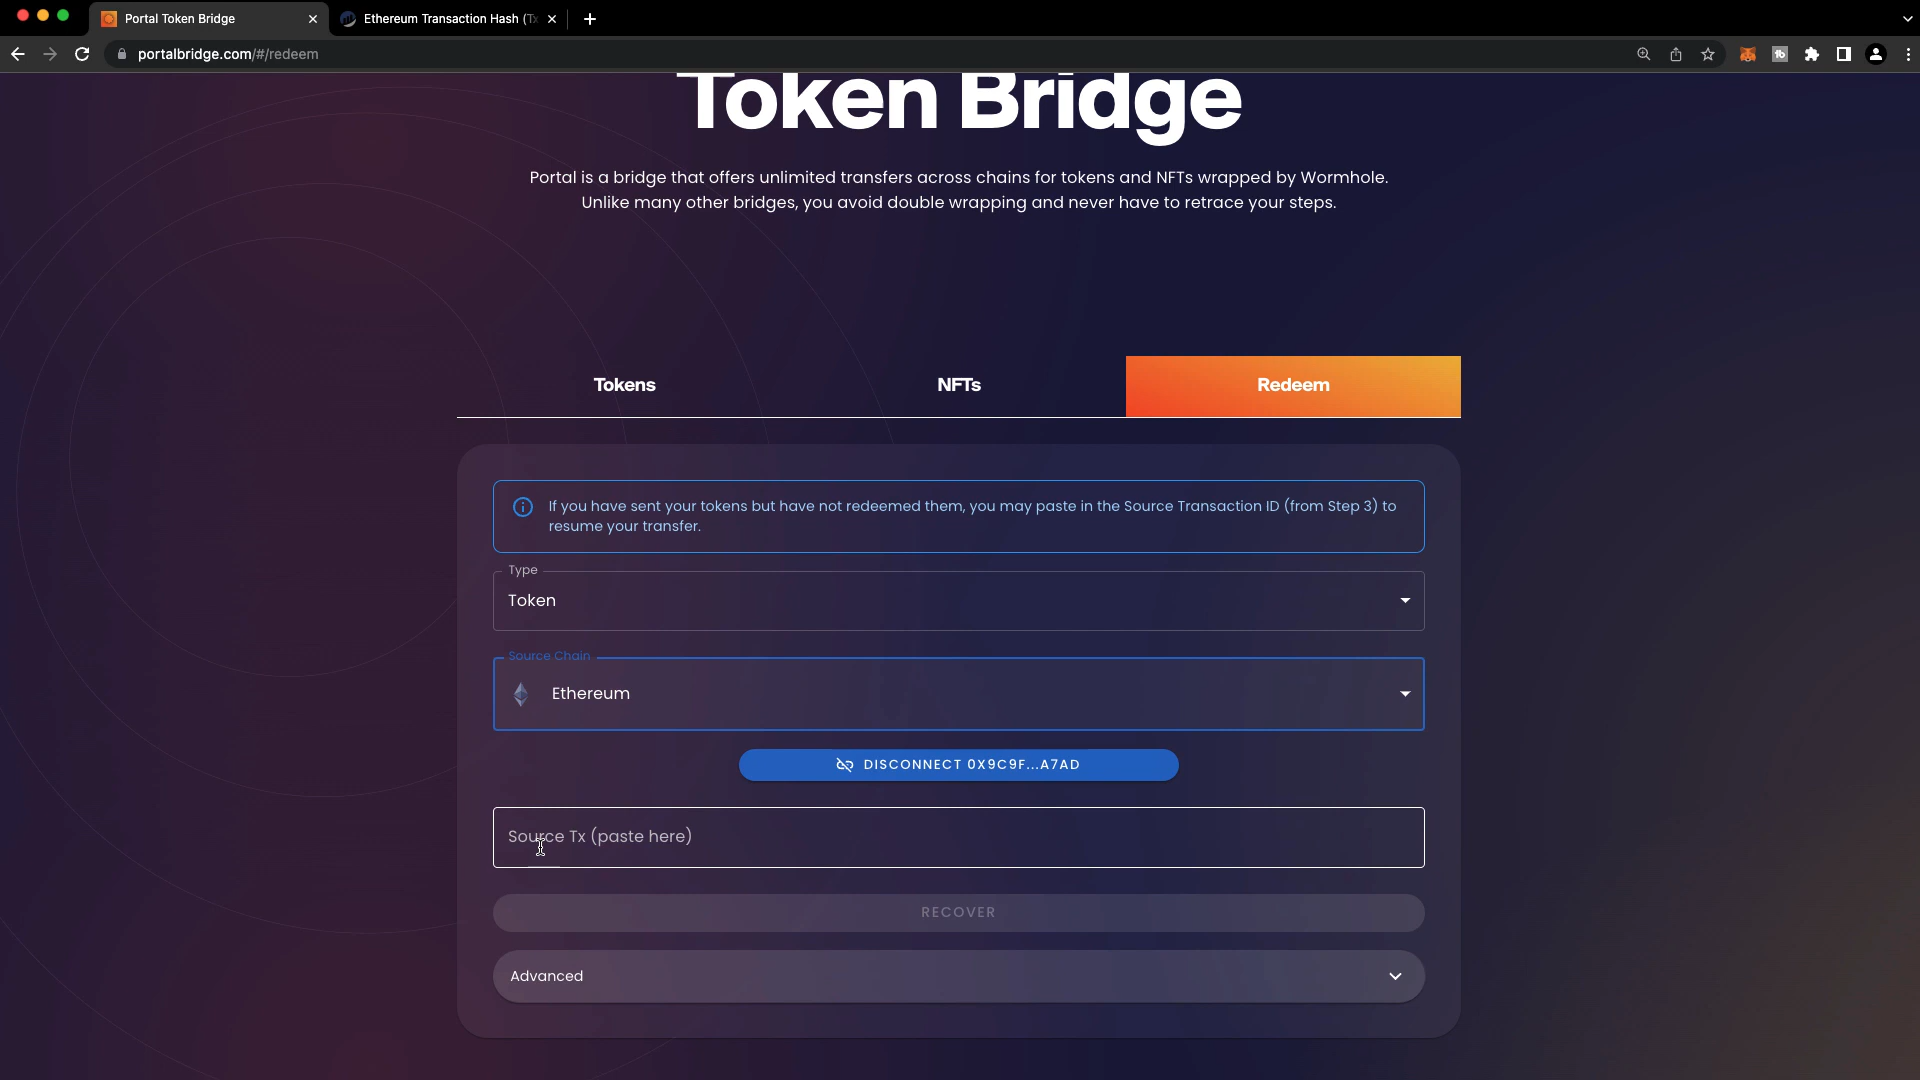 Portal Token Bridge
Ethereum Transaction Hash (Tx
portalbridge.com/#/redeem
Token Bridge
Portal is a bridge that offers unlimited transfers across chains for tokens and NFTs wrapped by Wormhole.
Unlike many other bridges, you avoid double wrapping and never have to retrace your steps.
Tokens
NFTs
Redeem
If you have sent your tokens but have not redeemed them, you may paste in the Source Transaction ID (from Step 3) to
resume your transfer.
Type
Token
Source Chain
Ethereum
DISCONNECT 0X9C9F...A7AD
Source Tx (paste here)
RECOVER
Advanced